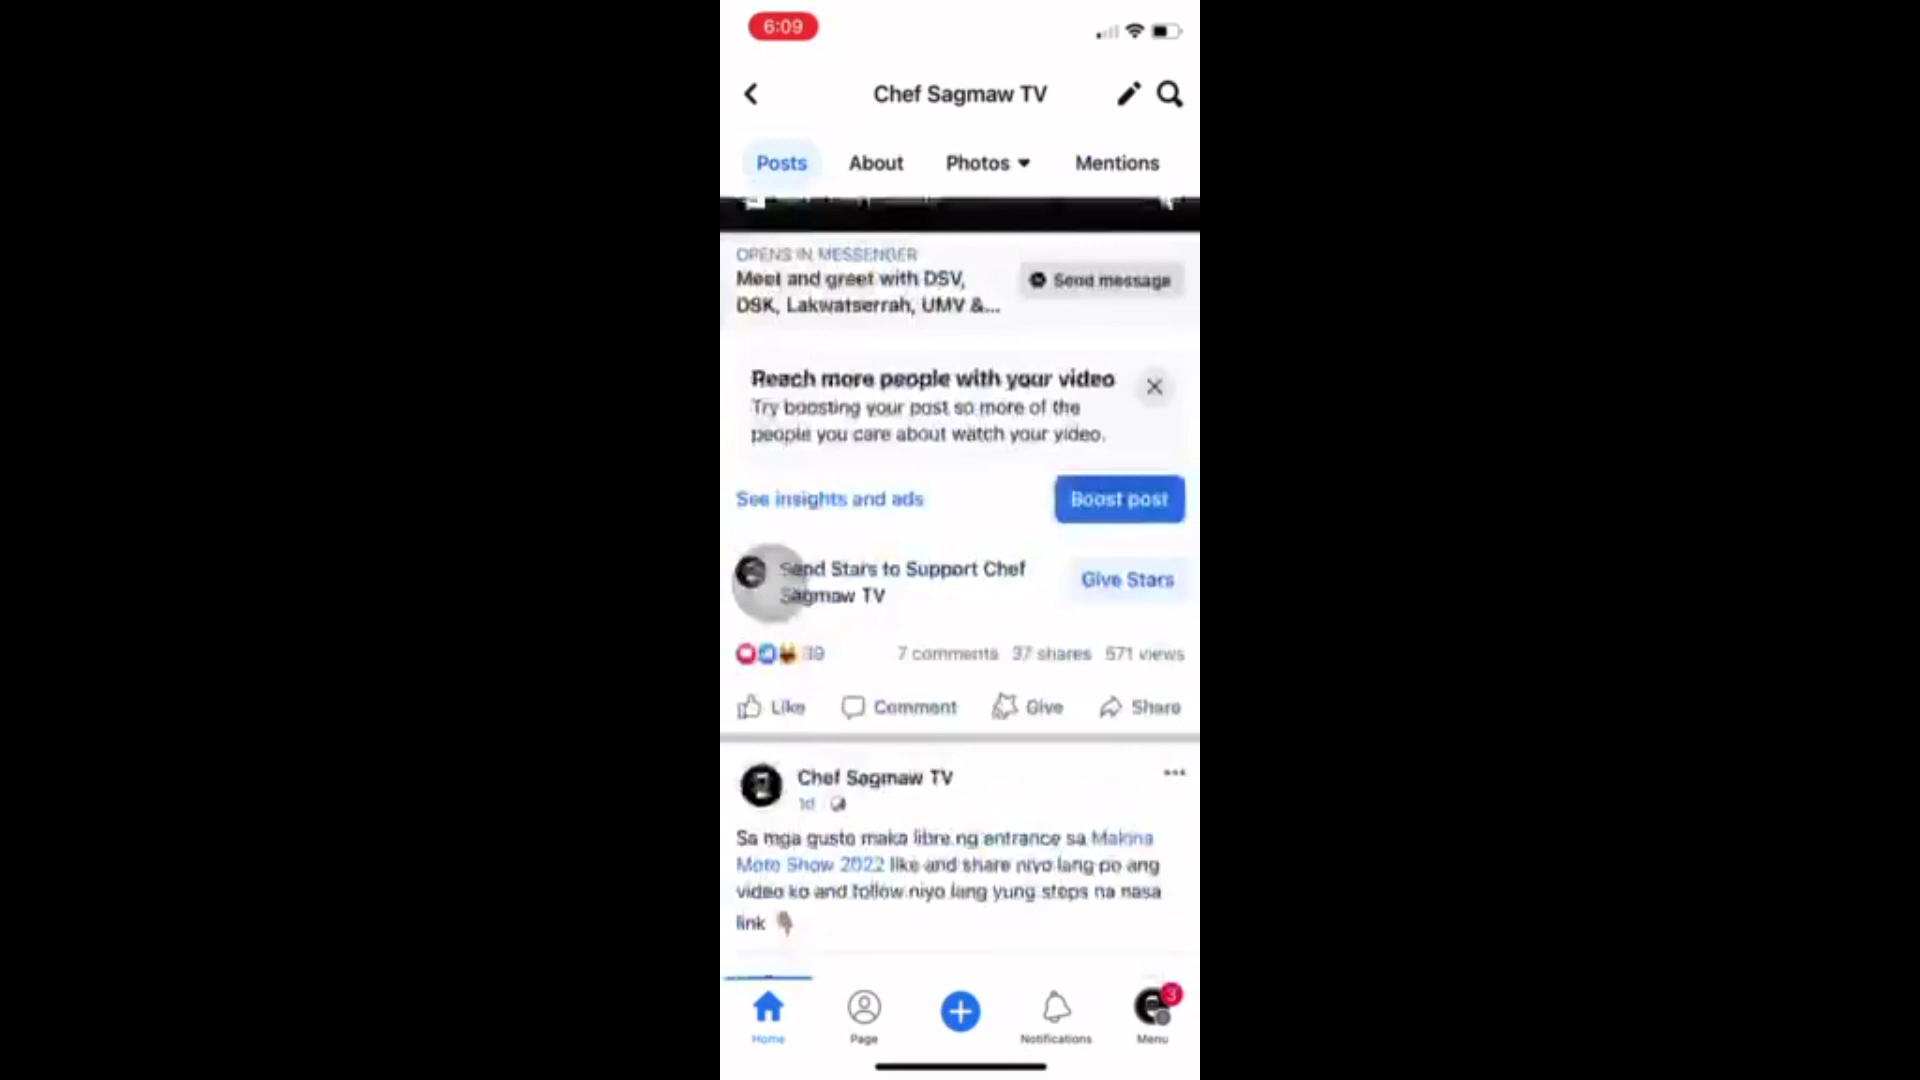 6:09
Chef Sagmaw TV
Posts About Photos Mentions
OPENS IN MESSENGER
Meet and greet with DSV,
DSK, Lakwatserrah, UMV &...
Send message
Reach more people with your video
Try boosting your post so more of the
people you care about watch your video.
See insights and ads
Boost post
Send Stars to Support Chef
Sagmaw TV
Give Stars
7 comments 37 shares 571 views
Like Comment Give Share
Chef Sagmaw TV
1d
Sa mga gusto maka libre ng entrance sa Makina
Moto Show 2022 like and share niyo lang po ang
video ko and follow niyo lang yung steps na nasa
link
3
Home Page Notifications Menu